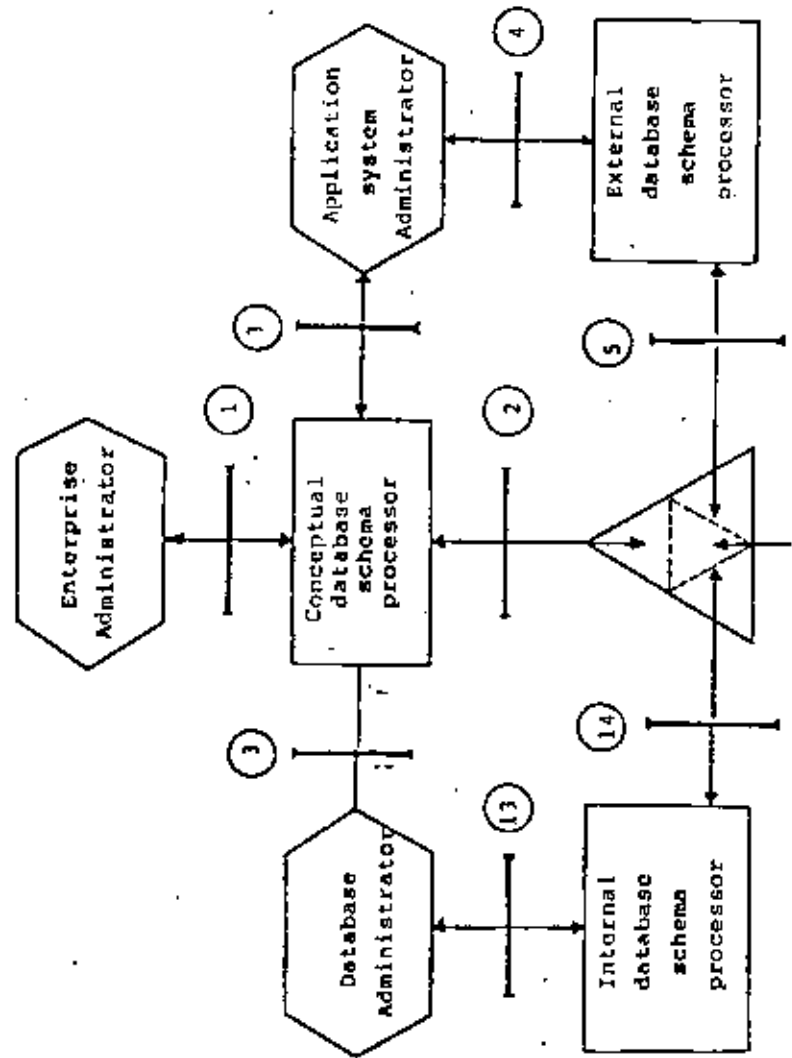 Enterprise
Administrator
1
Database
Administrator
3
Conceptual
database
schema
processor
3
Application
system
Administrator
13
2
4
Internal
database
schema
processor
14
5
External
database
schema
processor